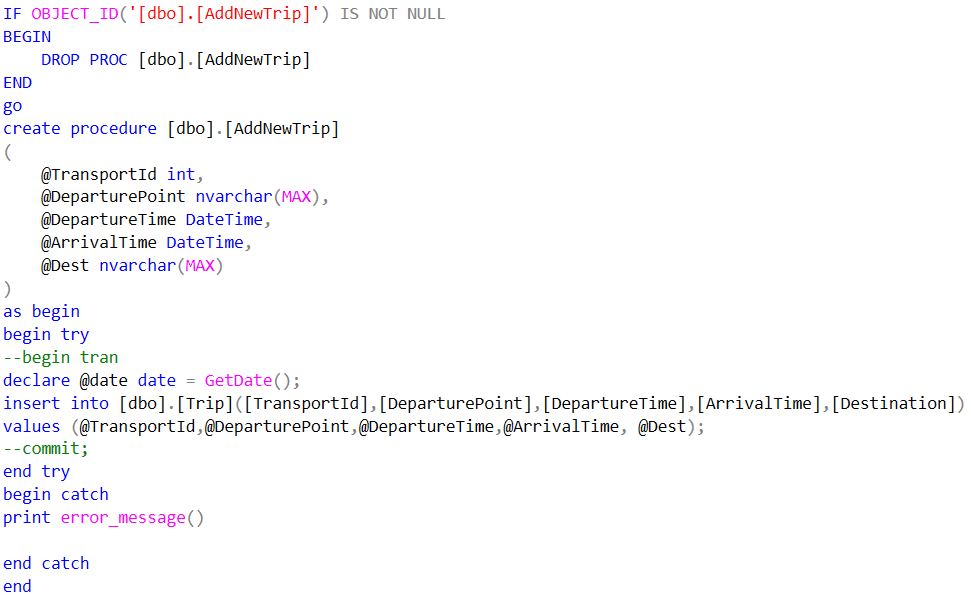 IF OBJECT_ID('[dbo].[AddNewTrip]') IS NOT NULL
BEGIN
    DROP PROC [dbo].[AddNewTrip]
END
go
create procedure [dbo].[AddNewTrip]
(
    @TransportId int,
    @DeparturePoint nvarchar(MAX),
    @DepartureTime DateTime,
    @ArrivalTime DateTime,
    @Dest nvarchar(MAX)
)
as begin
begin try
--begin tran
declare @date date = GetDate();
insert into [dbo].[Trip]([TransportId],[DeparturePoint],[DepartureTime],[ArrivalTime],[Destination])
values (@TransportId,@DeparturePoint,@DepartureTime,@ArrivalTime, @Dest);
--commit;
end try
begin catch
print error_message()

end catch
end